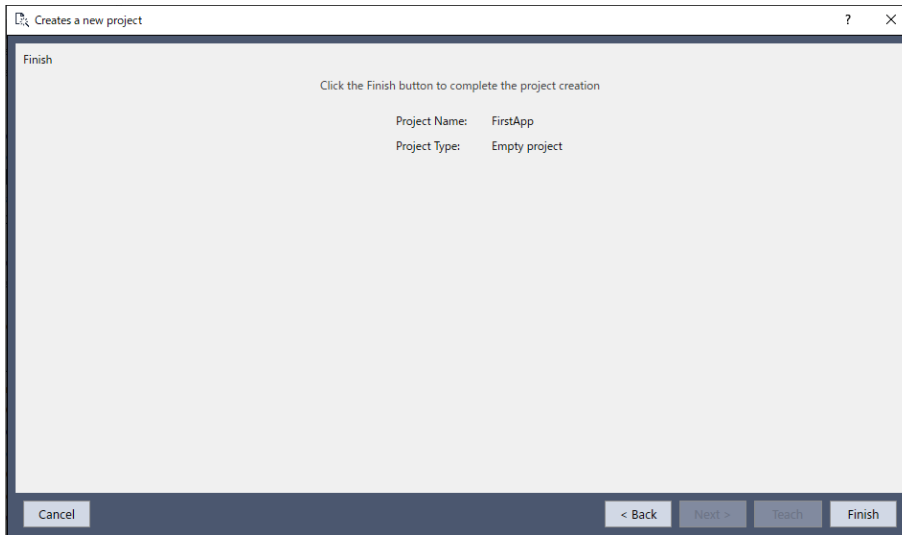 Creates a new project
?
Finish
Click the Finish button to complete the project creation
Project Name: FirstApp
Project Type: Empty project
Cancel
< Back
Next >
Teach
Finish